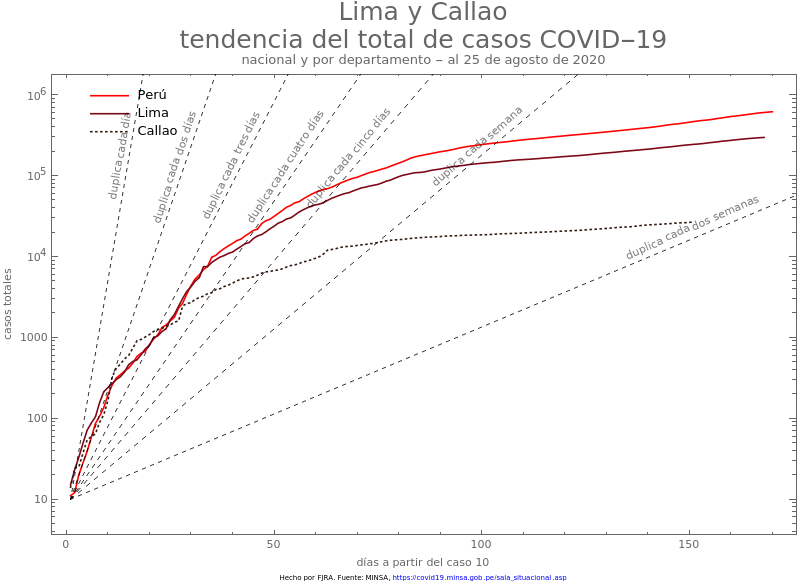 Lima y Callao
tendencia del total de casos COVID‒19
nacional y por departamento ‒ al 25 de agosto de 2020
Perú
Lima
Callao
duplica cada día
duplica cada dos días
duplica cada tres días
duplica cada cuatro días
duplica cada cinco días
duplica cada semana
duplica cada dos semanas
casos totales
10⁶
10⁵
10⁴
1000
100
10
0
50
100
150
días a partir del caso 10
Hecho por FJRA. Fuente: MINSA, https://covid19.minsa.gob.pe/sala_situacional.asp